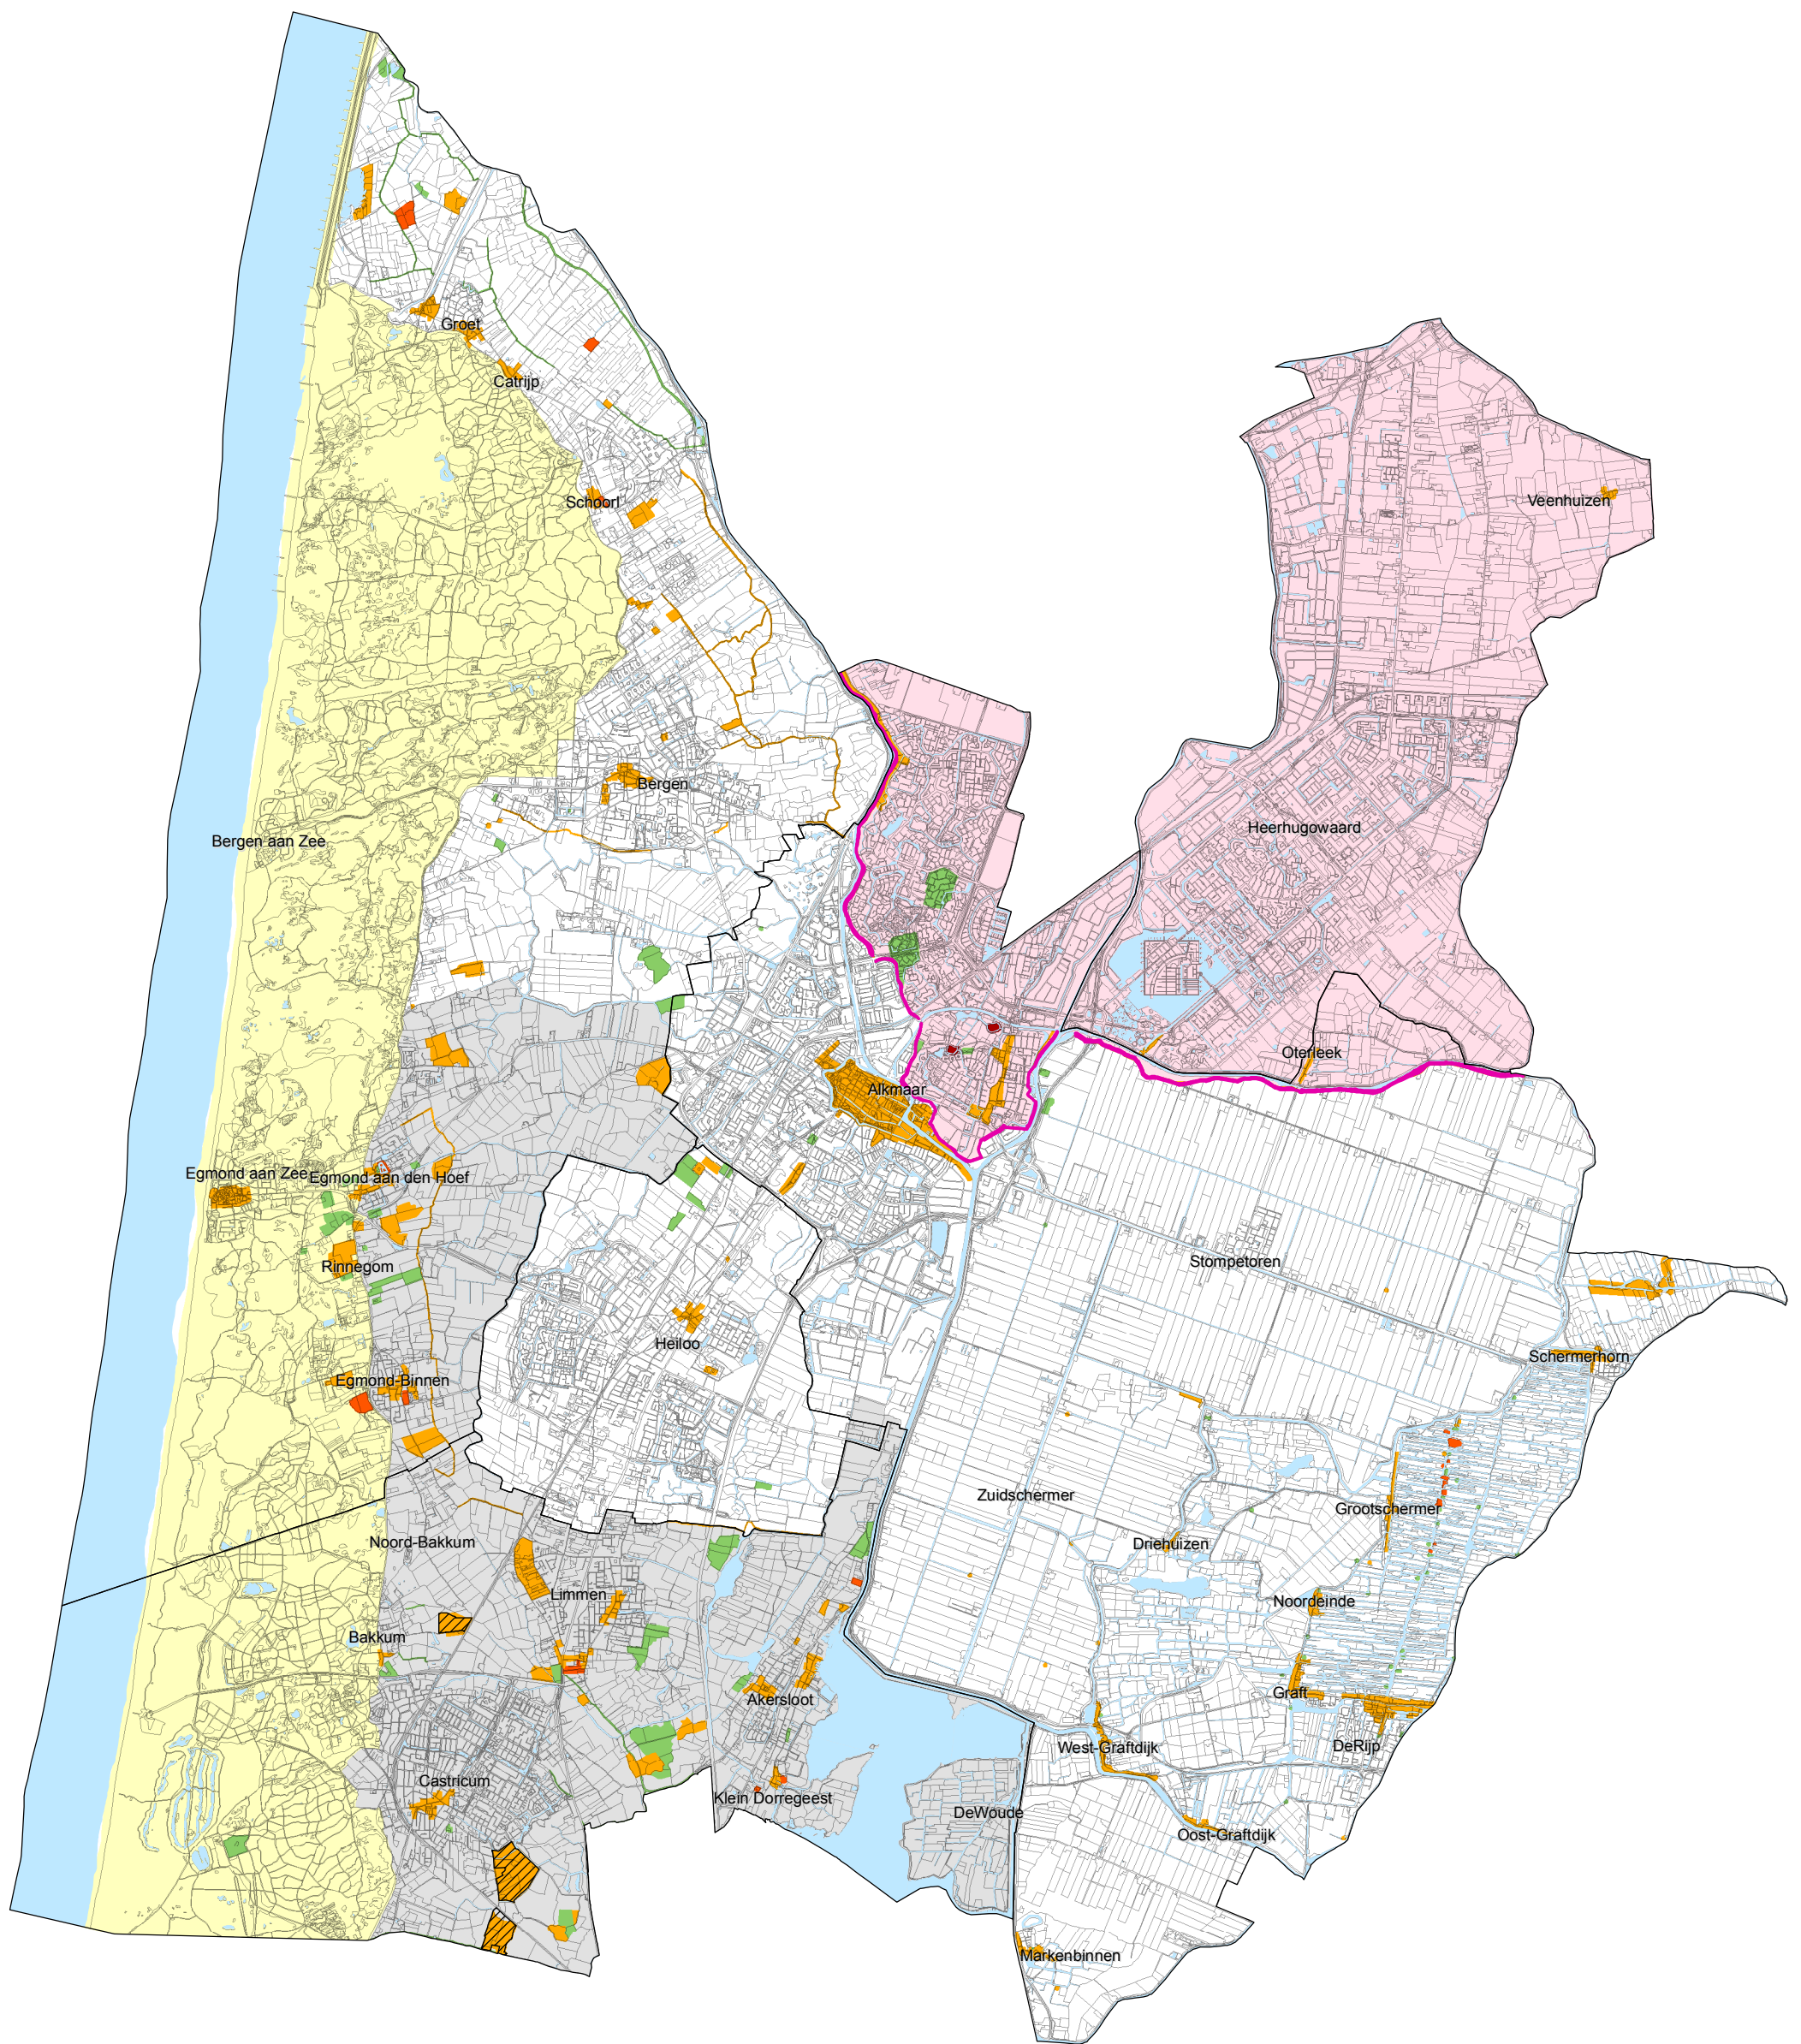 Groet
Catrijp
Schoorl
Veenhuizen
Bergen
Heerhugowaard
Bergen aan Zee
Oterleek
Alkmaar
Egmond aan Zee
Egmond aan den Hoef
Stompetoren
Rinnegom
Heiloo
Schermerhorn
Egmond-Binnen
Zuidschermer
Grootschermer
Noord-Bakkum
Driehuizen
Limmen
Noordeinde
Bakkum
Graft
Akersloot
DeRijp
West-Graftdijk
Castricum
Klein Dorregeest
DeWoude
Oost-Graftdijk
Markenbinnen